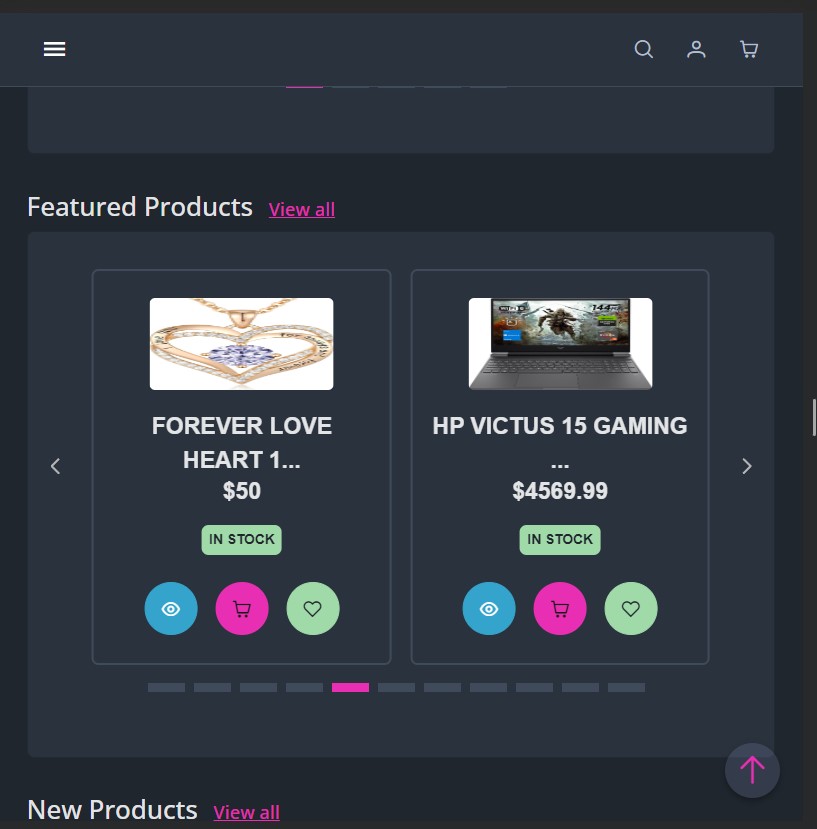 Featured Products View all
FOREVER LOVE
HEART 1...
$50
IN STOCK
144
HP VICTUS 15 GAMING
...
$4569.99
IN STOCK
New Products View all